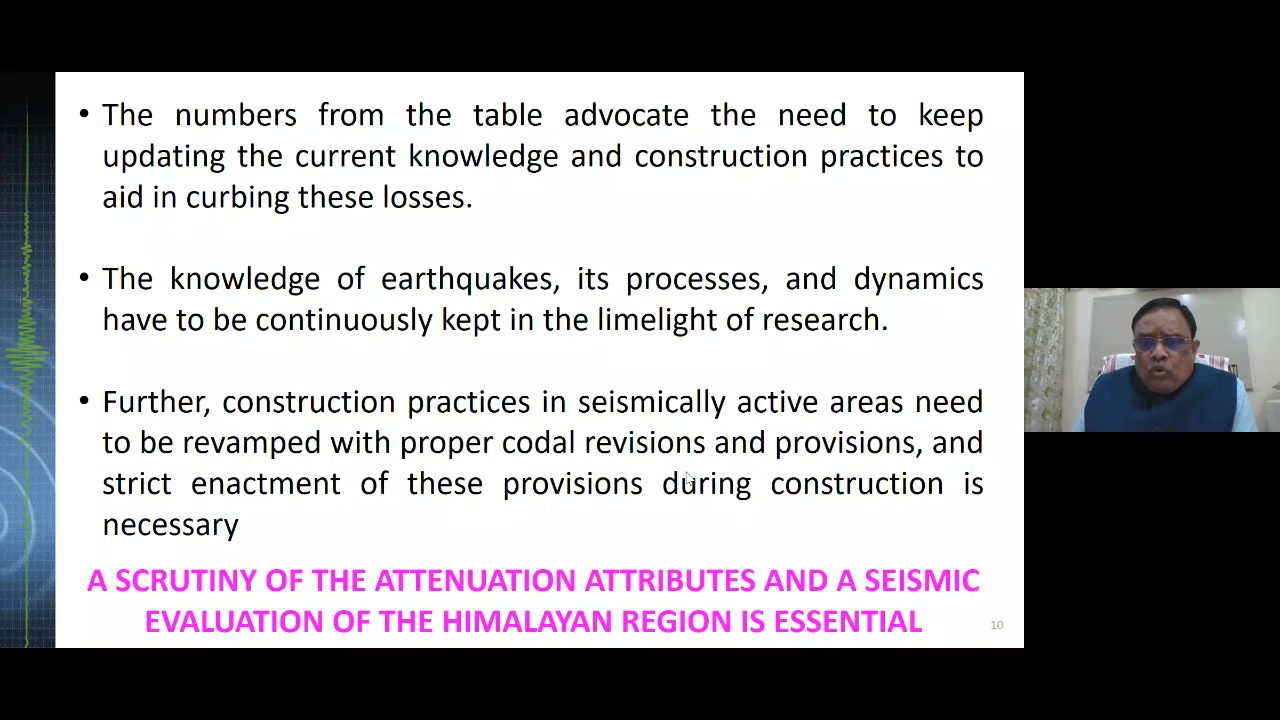 • The numbers from the table advocate the need to keep
updating the current knowledge and construction practices to
aid in curbing these losses.
• The knowledge of earthquakes, its processes, and dynamics
have to be continuously kept in the limelight of research.
• Further, construction practices in seismically active areas need
to be revamped with proper codal revisions and provisions, and
strict enactment of these provisions during construction is
necessary
A SCRUTINY OF THE ATTENUATION ATTRIBUTES AND A SEISMIC
EVALUATION OF THE HIMALAYAN REGION IS ESSENTIAL
10